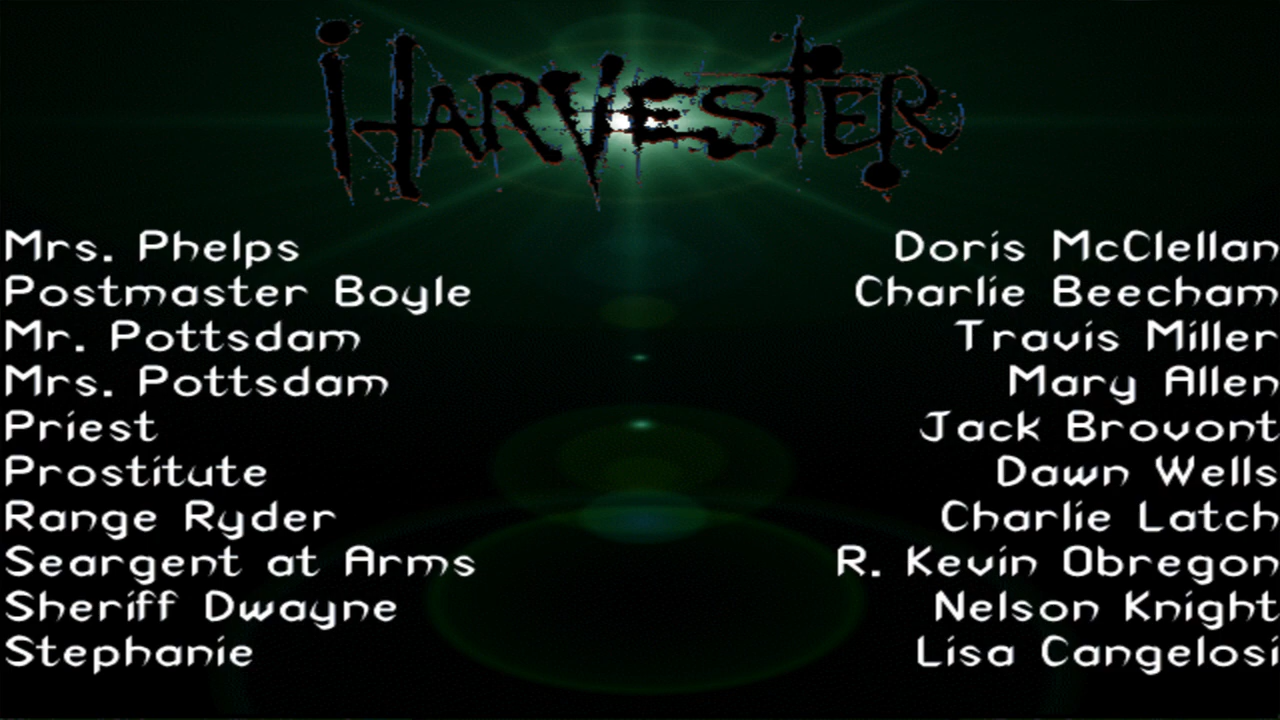 HARVESTER
Mrs. Phelps Doris McClellan
Postmaster Boyle Charlie Beecham
Mr. Pottsdam Travis Miller
Mrs. Pottsdam Mary Allen
Priest Jack Brovont
Prostitute Dawn Wells
Range Ryder Charlie Latch
Seargent at Arms R. Kevin Obregon
Sheriff Dwayne Nelson Knight
Stephanie Lisa Cangelosi